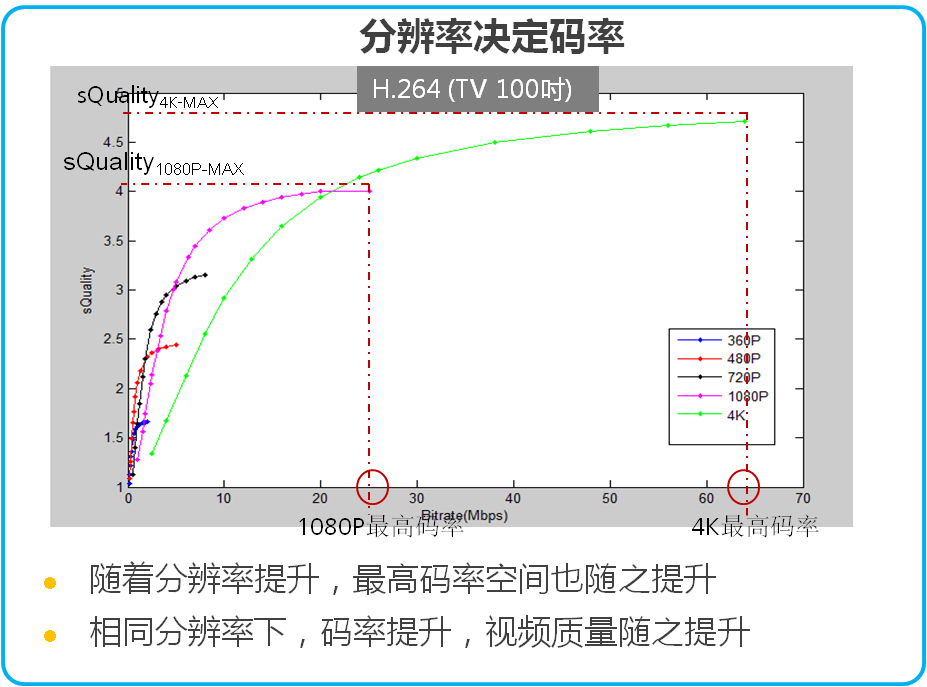 分辨率决定码率
H.264 (TV 100吋)
sQuality4K-MAX
sQuality1080P-MAX
5
4.5
4
3.5
3
2.5
2
1.5
1
sQuality
360P
480P
720P
1080P
4K
0 10 20 30 40 50 60 70
Bitrate(Mbps)
1080P最高码率
4K最高码率
随着分辨率提升，最高码率空间也随之提升
相同分辨率下，码率提升，视频质量随之提升